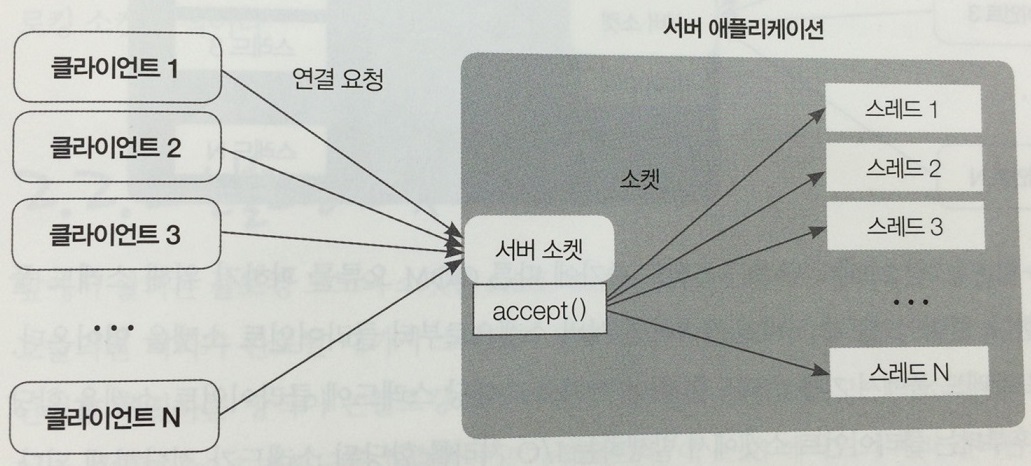 서버 애플리케이션
클라이언트 1
연결 요청
스레드 1
클라이언트 2
소켓
스레드 2
클라이언트 3
서버 소켓
스레드 3
accept()
...
...
클라이언트 N
스레드 N